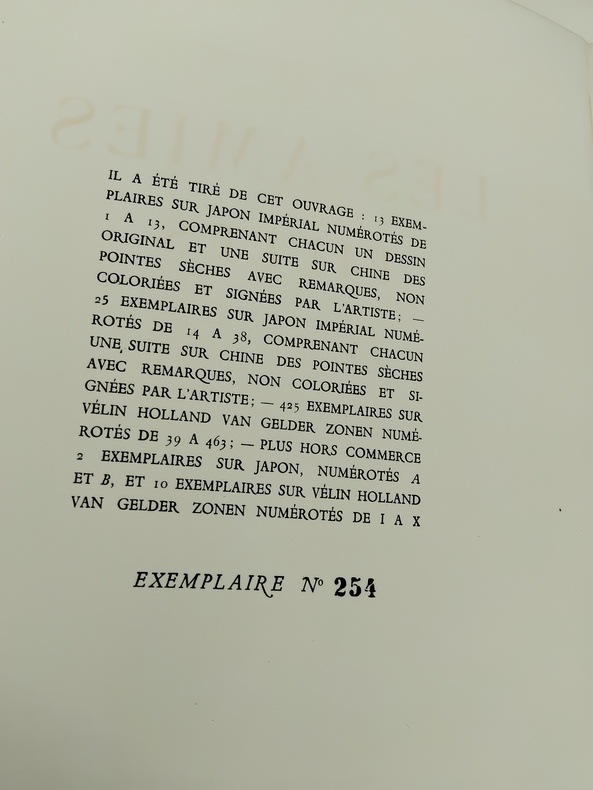 IL A ÉTÉ TIRÉ DE CET OUVRAGE : 13 EXEM-
PLAIRES SUR JAPON IMPÉRIAL NUMÉROTÉS DE
1 A 13, COMPRENANT CHACUN UN DESSIN
ORIGINAL ET UNE SUITE SUR CHINE DES
POINTES SÈCHES AVEC REMARQUES, NON
COLORIÉES ET SIGNÉES PAR L'ARTISTE ; —
25 EXEMPLAIRES SUR JAPON IMPÉRIAL NUMÉ-
ROTÉS DE 14 A 38, COMPRENANT CHACUN
UNE SUITE SUR CHINE DES POINTES SÈCHES
AVEC REMARQUES, NON COLORIÉES ET SI-
GNÉES PAR L'ARTISTE ; — 425 EXEMPLAIRES SUR
VÉLIN HOLLAND VAN GELDER ZONEN NUMÉ-
ROTÉS DE 39 A 463 ; — PLUS HORS COMMERCE
2 EXEMPLAIRES SUR JAPON, NUMÉROTÉS A
ET B, ET 10 EXEMPLAIRES SUR VÉLIN HOLLAND
VAN GELDER ZONEN NUMÉROTÉS DE I A X
EXEMPLAIRE Nº 254
LES AMIES